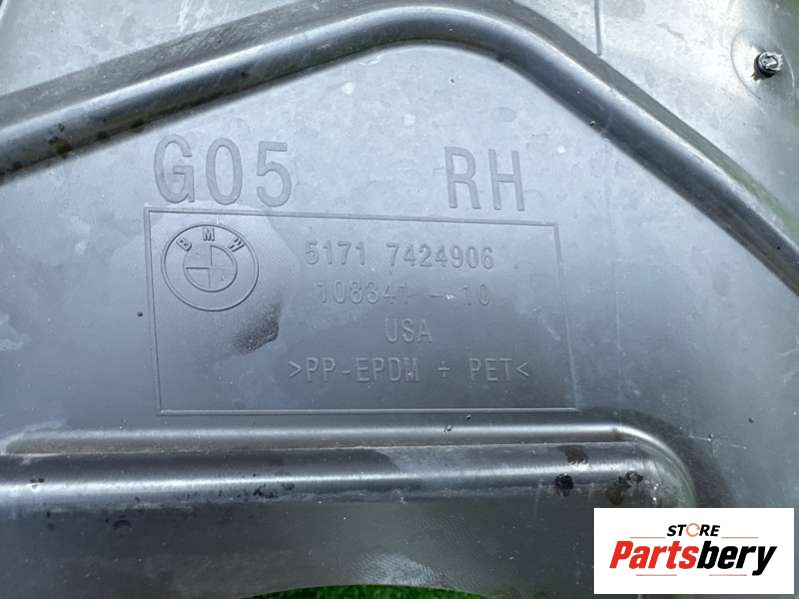 G05 RH
BMW
5171 7424906
108341 - 10
USA
>PP-EPDM + PET<
STORE
Partsbery